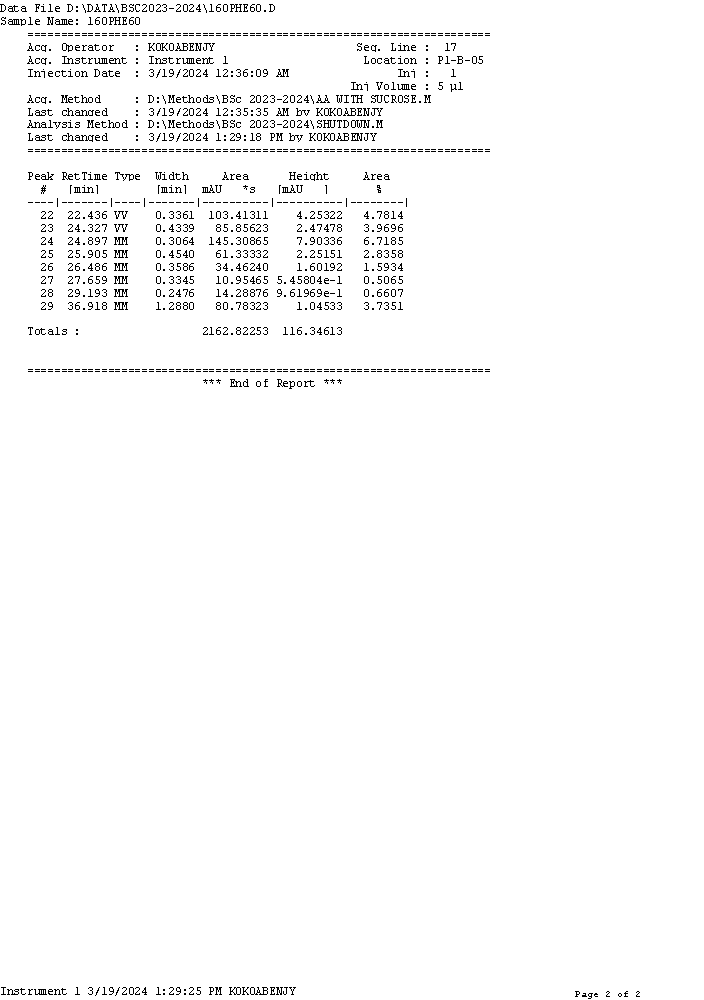 Data File D:\DATA\BSC2023-2024\160PHE60.D
Sample Name: 160PHE60
=====================================================================
Acq. Operator   : KOKOABENJY                     Seq. Line :  17
Acq. Instrument : Instrument 1                    Location : P1-B-05
Injection Date  : 3/19/2024 12:36:09 AM                Inj :   1
Inj Volume : 5 µl
Acq. Method     : D:\Methods\BSc 2023-2024\AA WITH SUCROSE.M
Last changed    : 3/19/2024 12:35:35 AM by KOKOABENJY
Analysis Method : D:\Methods\BSc 2023-2024\SHUTDOWN.M
Last changed    : 3/19/2024 1:29:18 PM by KOKOABENJY
=====================================================================
Peak RetTime Type  Width     Area      Height     Area
#   [min]        [min]  mAU   *s   [mAU   ]      %
----|-------|----|-------|----------|----------|--------|
22  22.436 VV    0.3361  103.41311    4.25322   4.7814
23  24.327 VV    0.4339   85.85623    2.47478   3.9696
24  24.897 MM    0.3064  145.30865    7.90336   6.7185
25  25.905 MM    0.4540   61.33332    2.25151   2.8358
26  26.486 MM    0.3586   34.46240    1.60192   1.5934
27  27.659 MM    0.3345   10.95465 5.45804e-1   0.5065
28  29.193 MM    0.2476   14.28876 9.61969e-1   0.6607
29  36.918 MM    1.2880   80.78323    1.04533   3.7351
Totals :                  2162.82253  116.34613
=====================================================================
*** End of Report ***
Instrument 1 3/19/2024 1:29:25 PM KOKOABENJY
Page 2 of 2